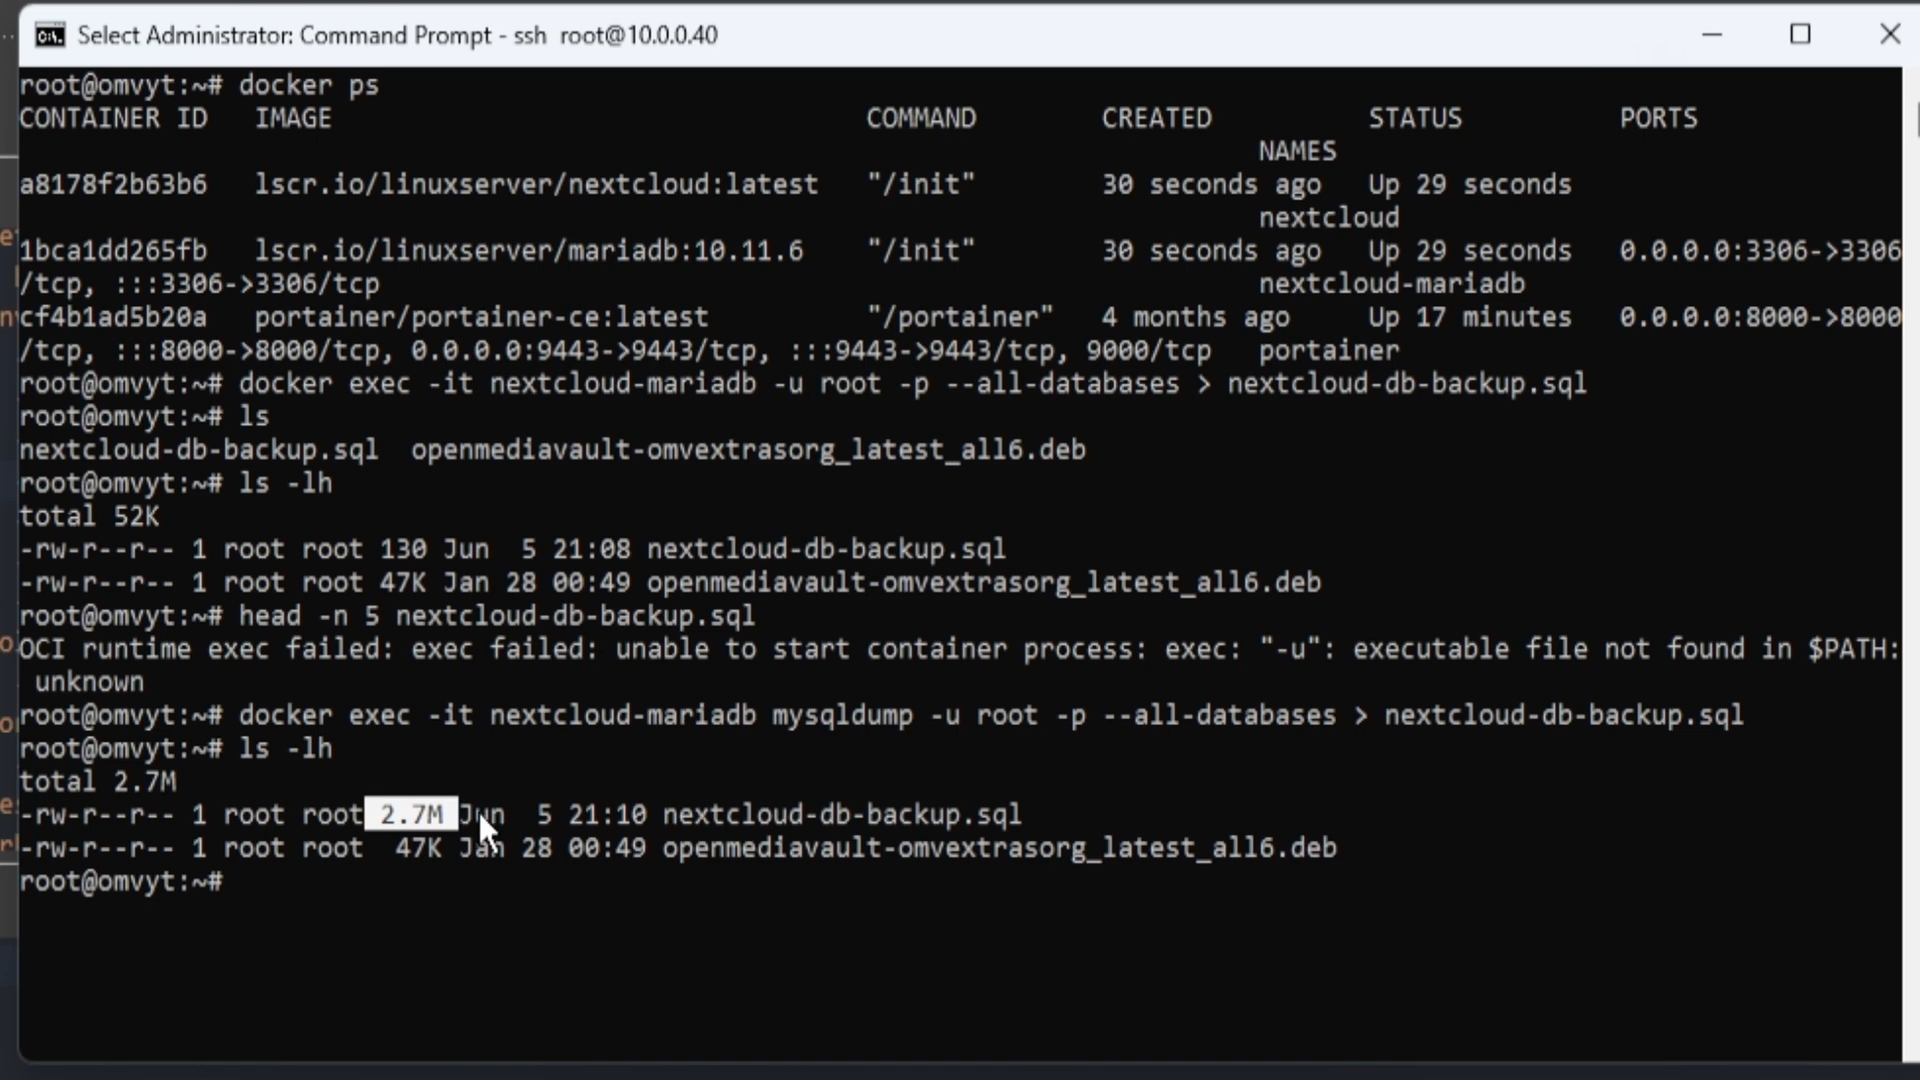 Select Administrator: Command Prompt - ssh root@10.0.0.40
root@omvyt:~# docker ps
CONTAINER ID   IMAGE                                  COMMAND        CREATED          STATUS          PORTS
NAMES
a8178f2b63b6   lscr.io/linuxserver/nextcloud:latest   "/init"        30 seconds ago   Up 29 seconds
nextcloud
1bca1dd265fb   lscr.io/linuxserver/mariadb:10.11.6    "/init"        30 seconds ago   Up 29 seconds   0.0.0.0:3306->3306
/tcp, :::3306->3306/tcp                                                        nextcloud-mariadb
cf4b1ad5b20a   portainer/portainer-ce:latest          "/portainer"   4 months ago     Up 17 minutes   0.0.0.0:8000->8000
/tcp, :::8000->8000/tcp, 0.0.0.0:9443->9443/tcp, :::9443->9443/tcp, 9000/tcp   portainer
root@omvyt:~# docker exec -it nextcloud-mariadb -u root -p --all-databases > nextcloud-db-backup.sql
root@omvyt:~# ls
nextcloud-db-backup.sql  openmediavault-omvextrasorg_latest_all6.deb
root@omvyt:~# ls -lh
total 52K
-rw-r--r-- 1 root root 130 Jun  5 21:08 nextcloud-db-backup.sql
-rw-r--r-- 1 root root 47K Jan 28 00:49 openmediavault-omvextrasorg_latest_all6.deb
root@omvyt:~# head -n 5 nextcloud-db-backup.sql
OCI runtime exec failed: exec failed: unable to start container process: exec: "-u": executable file not found in $PATH:
unknown
root@omvyt:~# docker exec -it nextcloud-mariadb mysqldump -u root -p --all-databases > nextcloud-db-backup.sql
root@omvyt:~# ls -lh
total 2.7M
-rw-r--r-- 1 root root 2.7M Jun  5 21:10 nextcloud-db-backup.sql
-rw-r--r-- 1 root root  47K Jan 28 00:49 openmediavault-omvextrasorg_latest_all6.deb
root@omvyt:~#